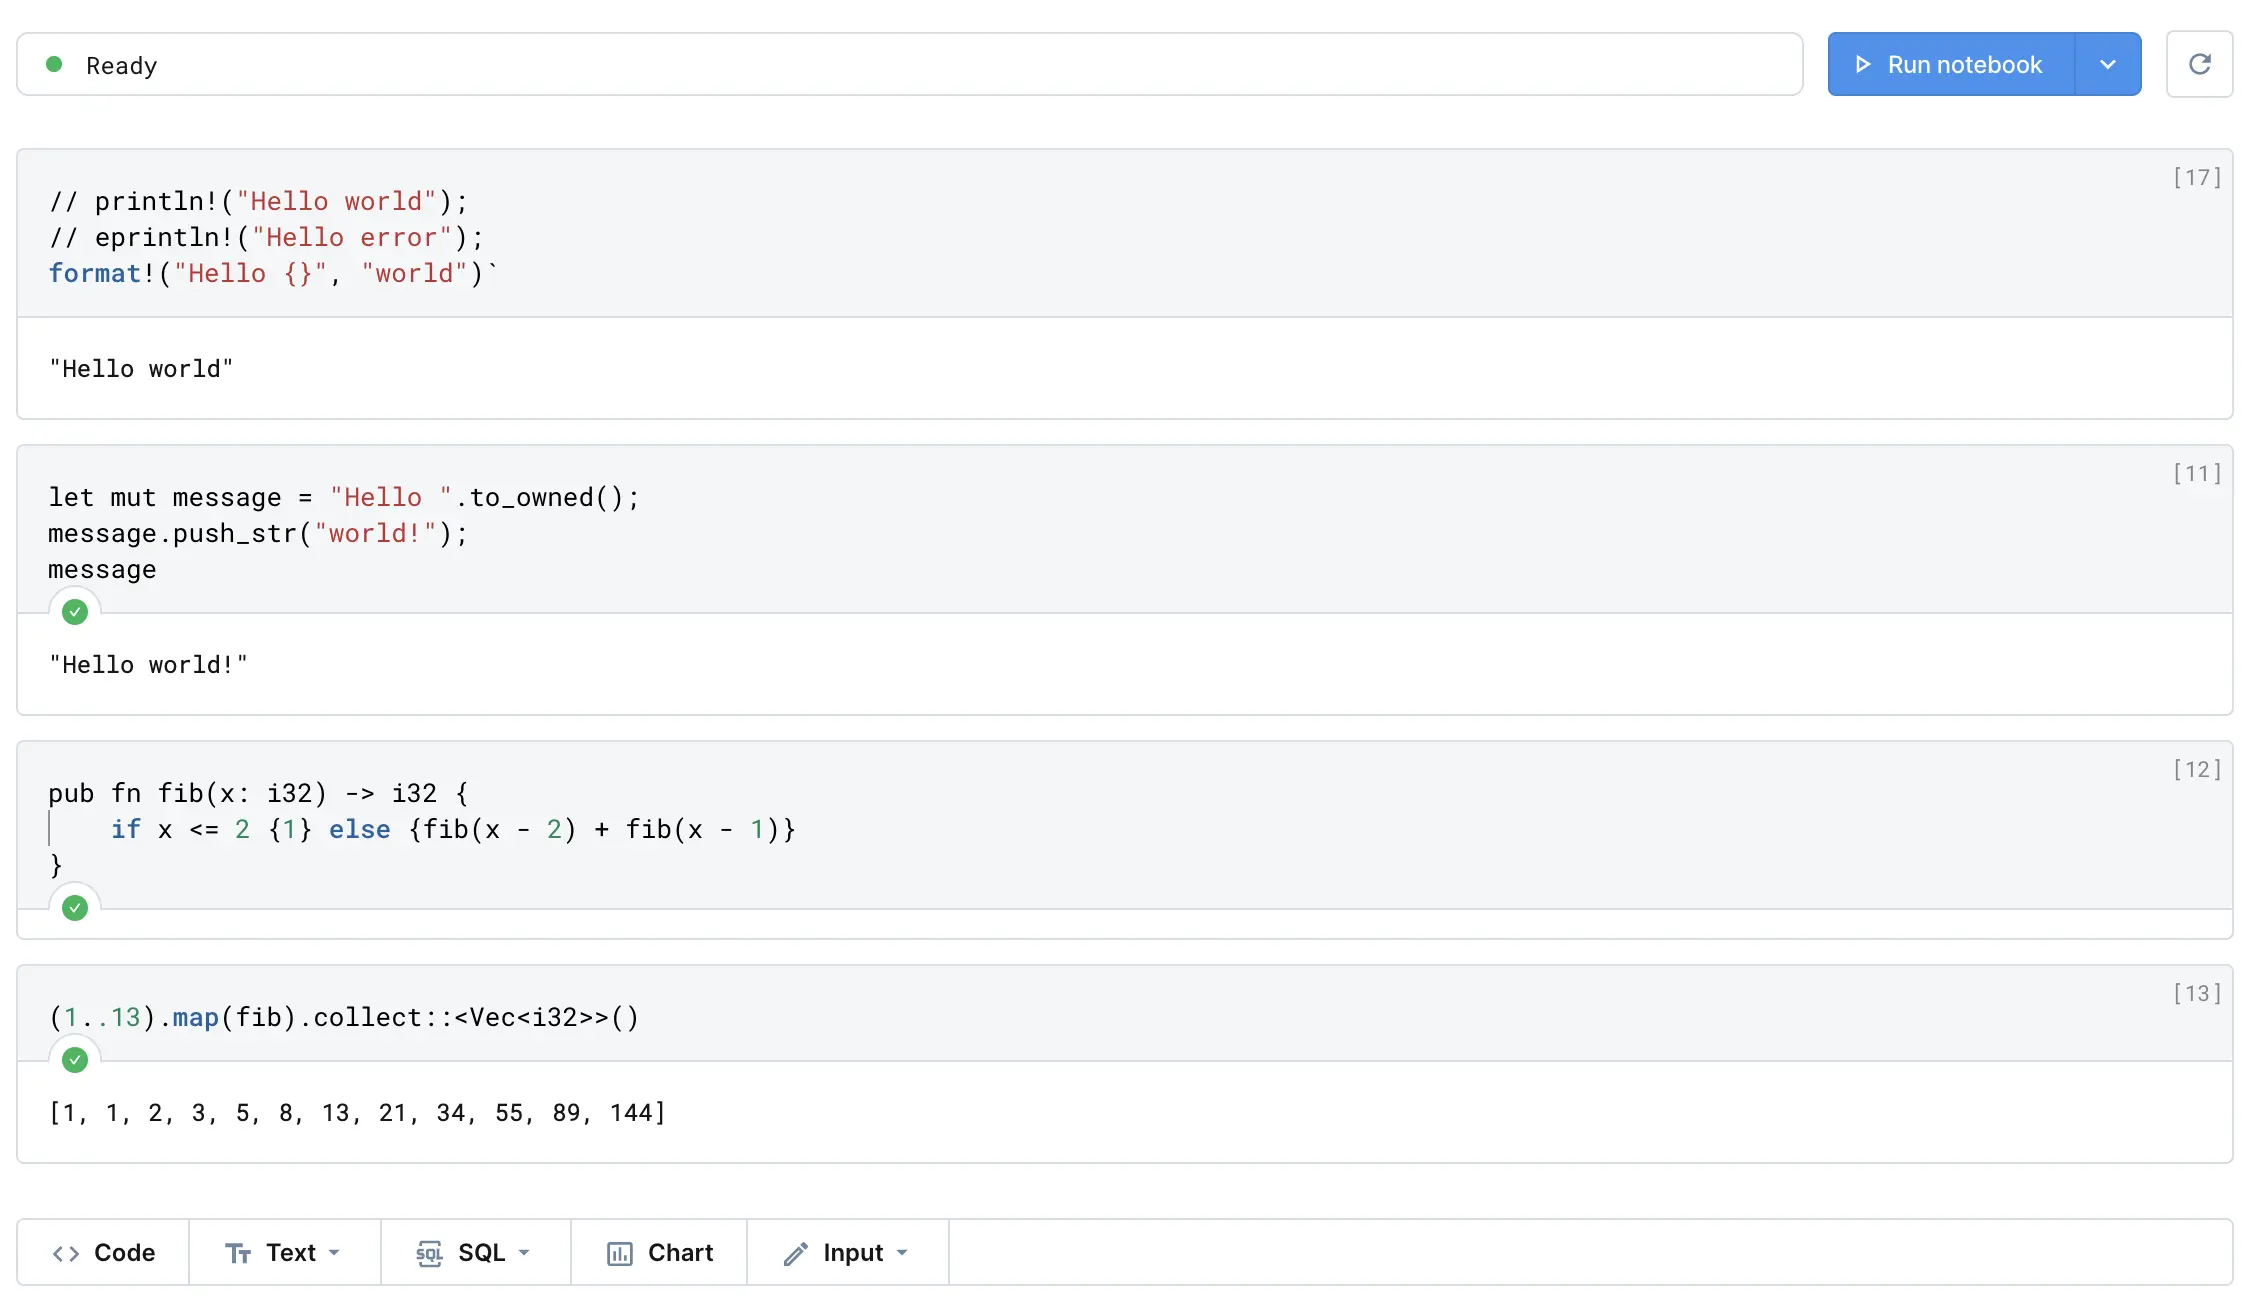 Ready
Run notebook
[17]
// println!("Hello world");
// eprintln!("Hello error");
format!("Hello {}", "world")`
"Hello world"
[11]
let mut message = "Hello ".to_owned();
message.push_str("world!");
message
"Hello world!"
[12]
pub fn fib(x: i32) -> i32 {
    if x <= 2 {1} else {fib(x - 2) + fib(x - 1)}
}
[13]
(1..13).map(fib).collect::<Vec<i32>>()
[1, 1, 2, 3, 5, 8, 13, 21, 34, 55, 89, 144]
Code Text SQL SQL Chart Input